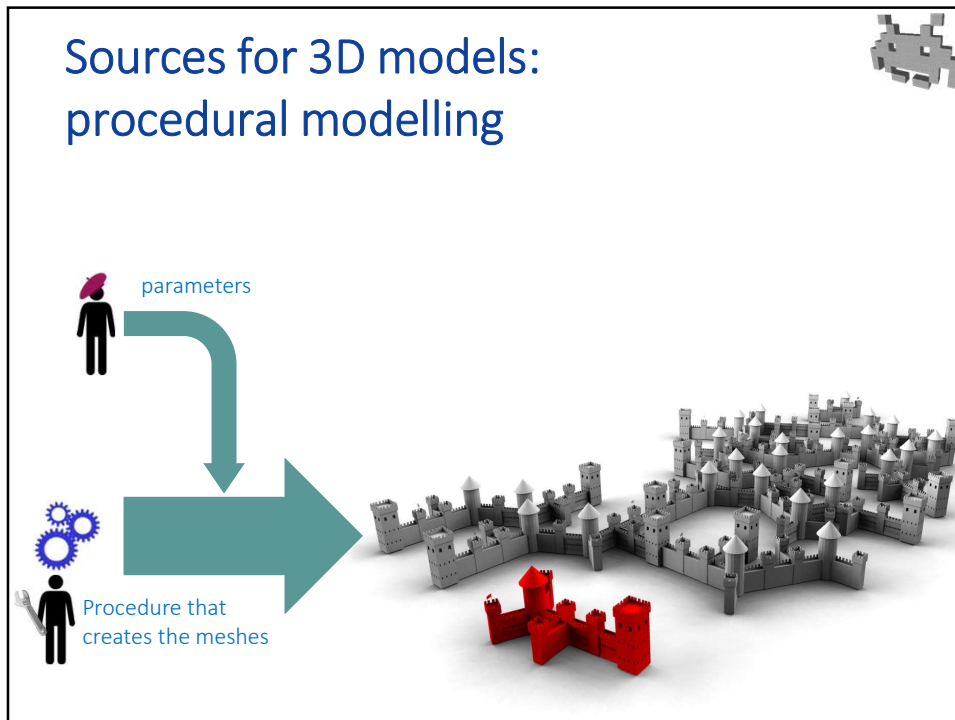 Sources for 3D models:
procedural modelling
parameters
Procedure that
creates the meshes